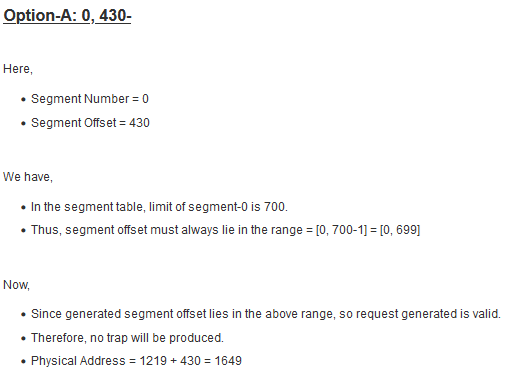 Option-A: 0, 430-
Here,
• Segment Number = 0
• Segment Offset = 430
We have,
• In the segment table, limit of segment-0 is 700.
• Thus, segment offset must always lie in the range = [0, 700-1] = [0, 699]
Now,
• Since generated segment offset lies in the above range, so request generated is valid.
• Therefore, no trap will be produced.
• Physical Address = 1219 + 430 = 1649